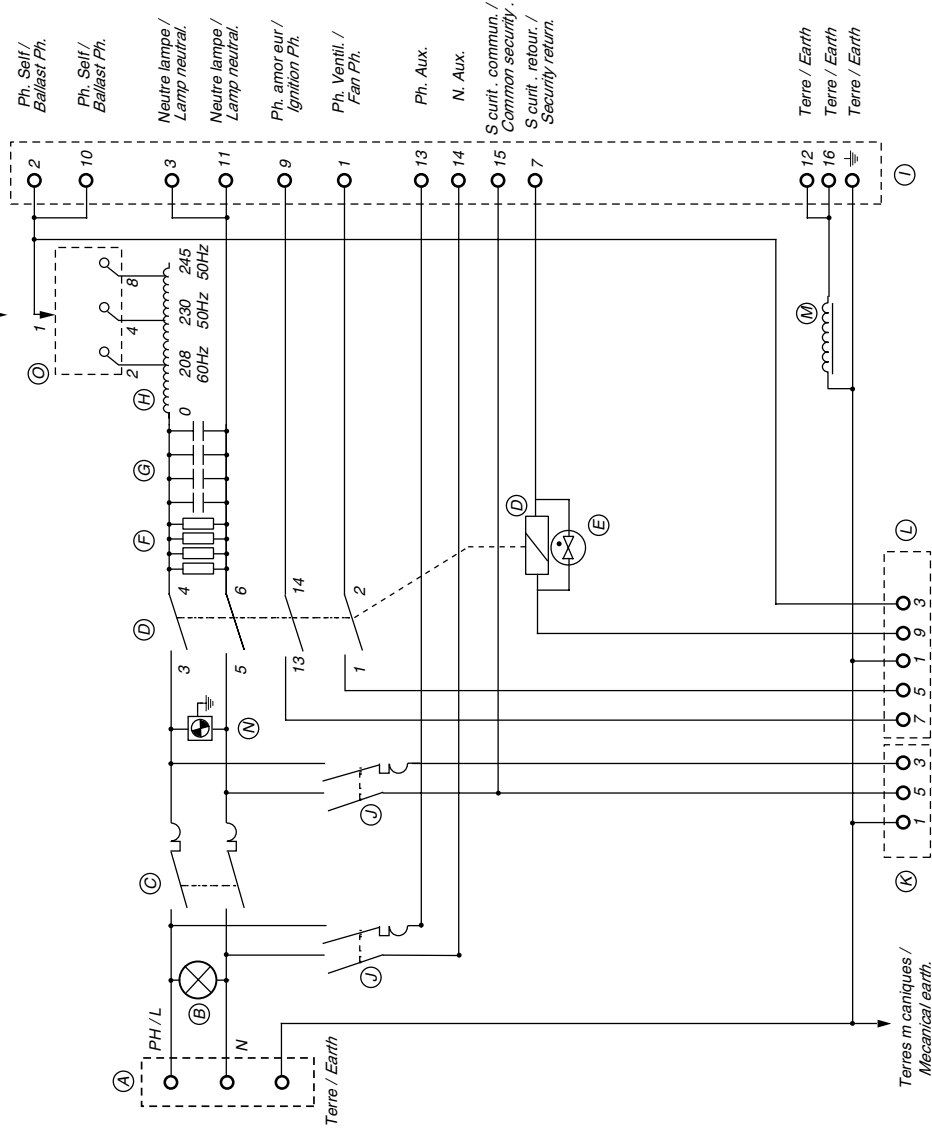 Ph. Self /
Ballast Ph.
Ph. Self /
Ballast Ph.
Neutre lampe /
Lamp neutral.
Neutre lampe /
Lamp neutral.
Ph. amor eur /
Ignition Ph.
Ph. Ventil. /
Fan Ph.
Ph. Aux.
N. Aux.
S curit . commun. /
Common security .
S curit . retour. /
Security return.
Terre / Earth
Terre / Earth
Terre / Earth
2
10
3
11
9
1
13
14
15
7
12
16
I
O
1
2
4
8
H
0
208
60Hz
230
50Hz
245
50Hz
M
G
F
D
3
4
5
6
13
14
1
2
D
E
N
L
3
9
1
5
7
K
3
5
1
J
C
J
B
A
PH / L
N
Terre / Earth
Terres m caniques /
Mecanical earth.